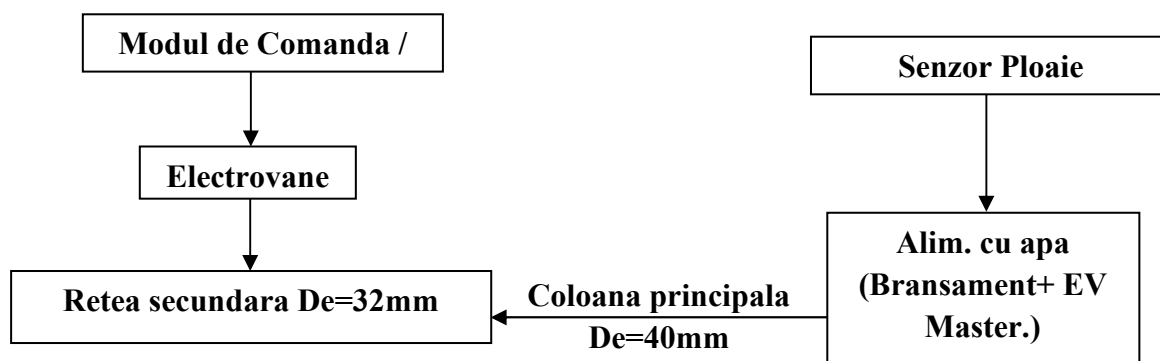 Modul de Comanda /
Senzor Ploaie
Electrovane
Alim. cu apa
(Bransament+ EV
Master.)
Retea secundara De=32mm
Coloana principala
De=40mm